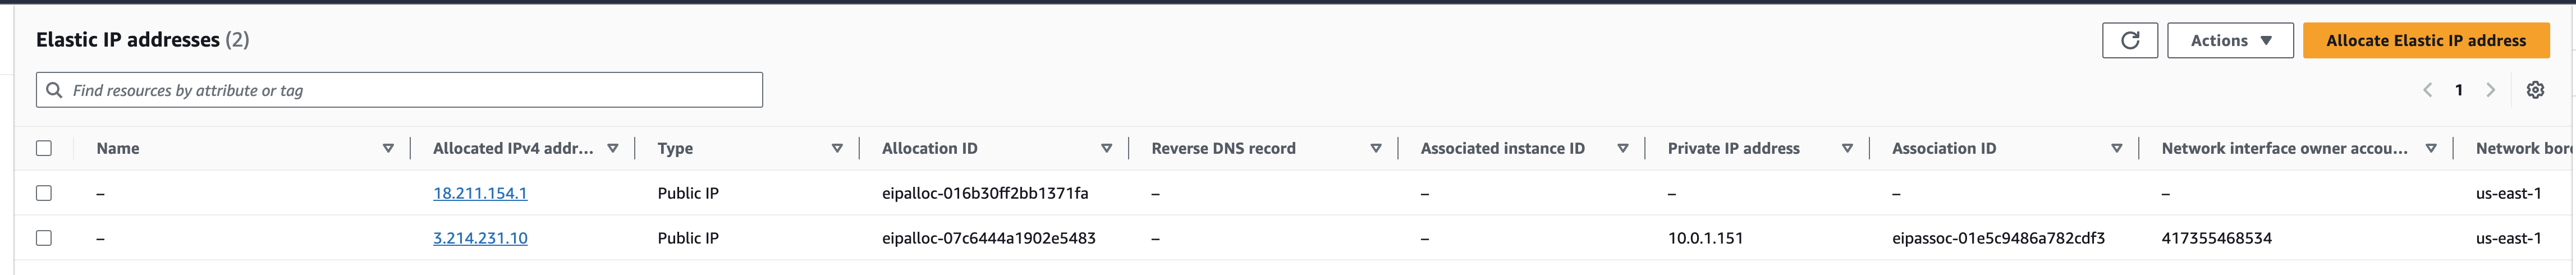 Elastic IP addresses (2)
Actions
Allocate Elastic IP address
Find resources by attribute or tag
1
Name Allocated IPv4 addr... Type Allocation ID Reverse DNS record Associated instance ID Private IP address Association ID Network interface owner accou... Network bor
– 18.211.154.1 Public IP eipalloc-016b30ff2bb1371fa – – – – – us-east-1
– 3.214.231.10 Public IP eipalloc-07c6444a1902e5483 – – 10.0.1.151 eipassoc-01e5c9486a782cdf3 417355468534 us-east-1